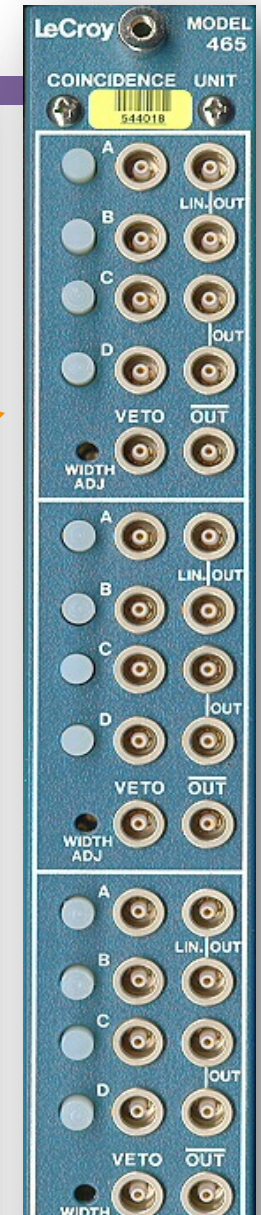 LeCroy MODEL
465
COINCIDENCE UNIT
544018
A
LIN. OUT
B
C
OUT
D
VETO OUT
WIDTH
ADJ
A
LIN. OUT
B
C
OUT
D
VETO OUT
WIDTH
ADJ
A
LIN. OUT
B
C
OUT
D
VETO OUT
WIDTH